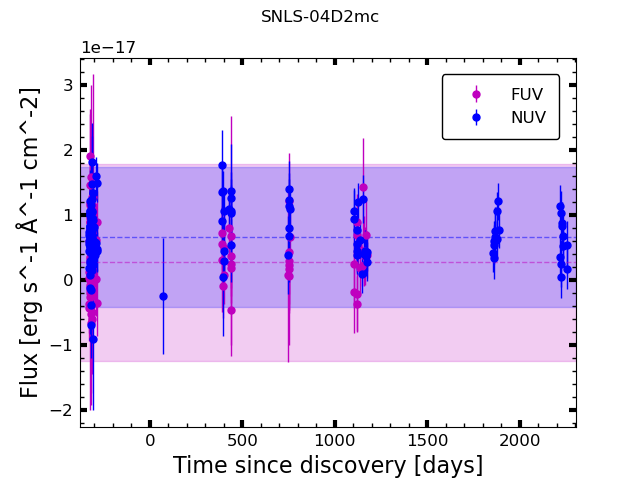 SNLS-04D2mc
1e−17
FUV
NUV
3
2
1
0
−1
−2
0
500
1000
1500
2000
Flux [erg s^-1 Å^-1 cm^-2]
Time since discovery [days]